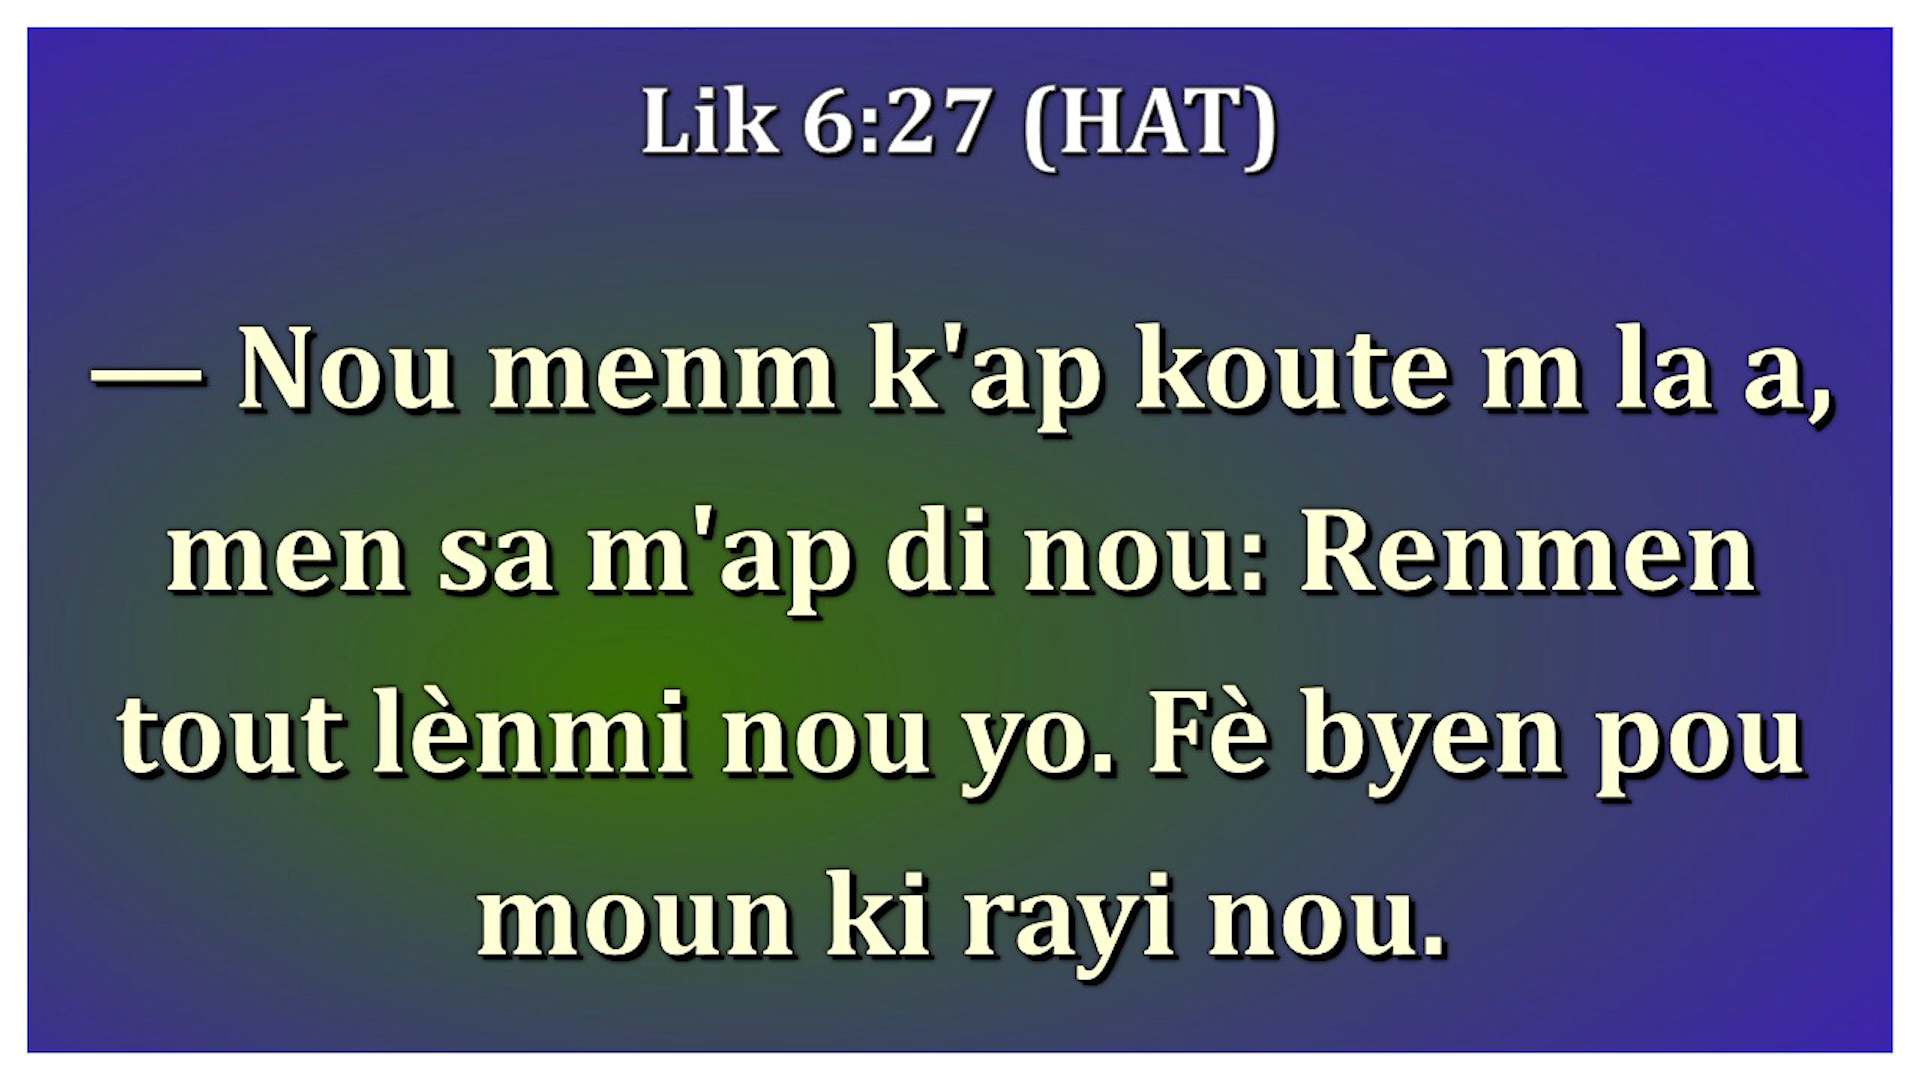 Lik 6:27 (HAT)
— Nou menm k'ap koute m la a,
men sa m'ap di nou: Renmen
tout lènmi nou yo. Fè byen pou
moun ki rayi nou.